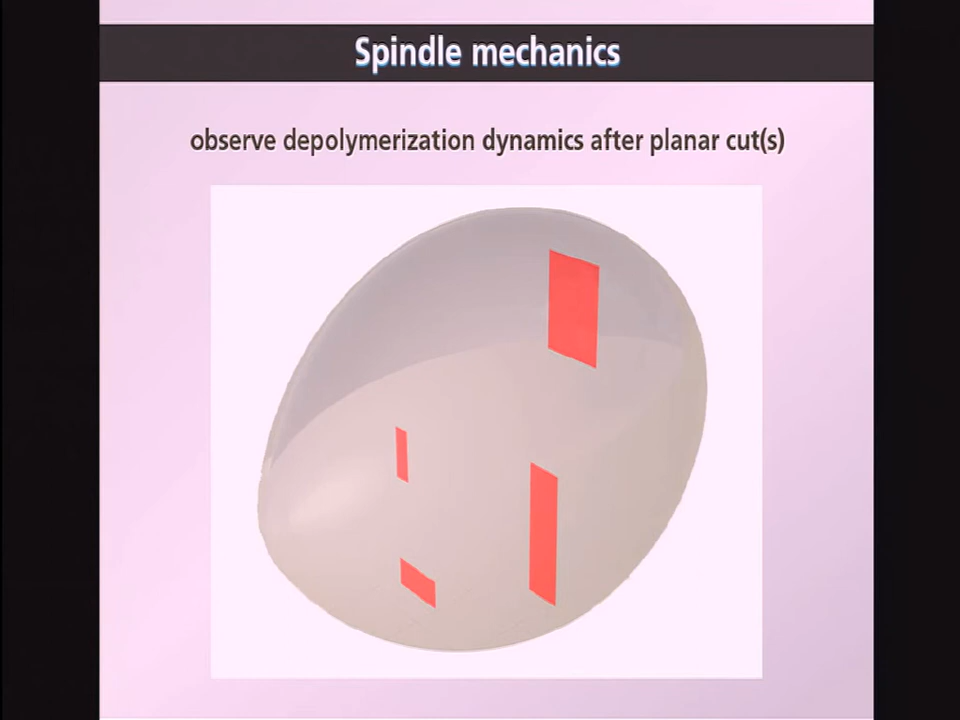 Spindle mechanics
observe depolymerization dynamics after planar cut(s)